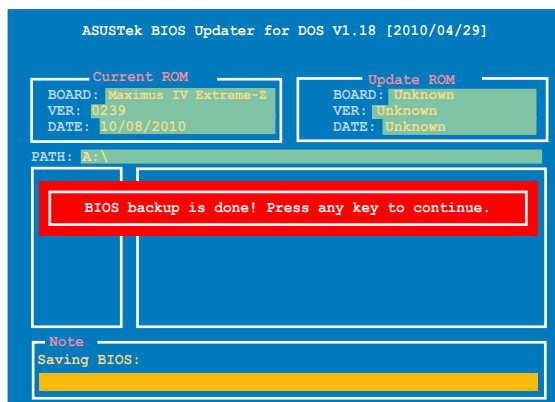 ASUSTek BIOS Updater for DOS V1.18 [2010/04/29]
Current ROM
BOARD: Maximus IV Extreme-Z
VER: 0239
DATE: 10/08/2010
Update ROM
BOARD: Unknown
VER: Unknown
DATE: Unknown
PATH: A:\
BIOS backup is done! Press any key to continue.
Note
Saving BIOS: